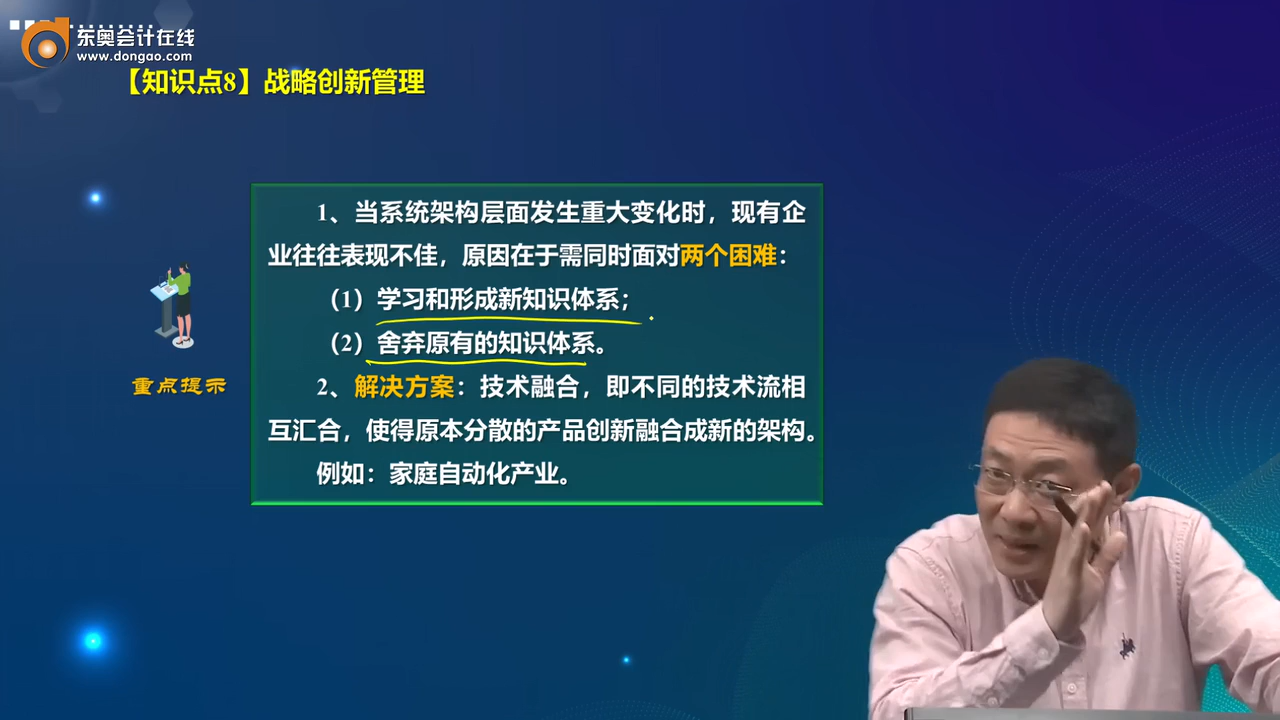 东奥会计在线
www.dongao.com
【知识点8】战略创新管理
1、当系统架构层面发生重大变化时，现有企
业往往表现不佳，原因在于需同时面对两个困难：
（1）学习和形成新知识体系；
（2）舍弃原有的知识体系。
重点提示
2、解决方案：技术融合，即不同的技术流相
互汇合，使得原本分散的产品创新融合成新的架构。
例如：家庭自动化产业。